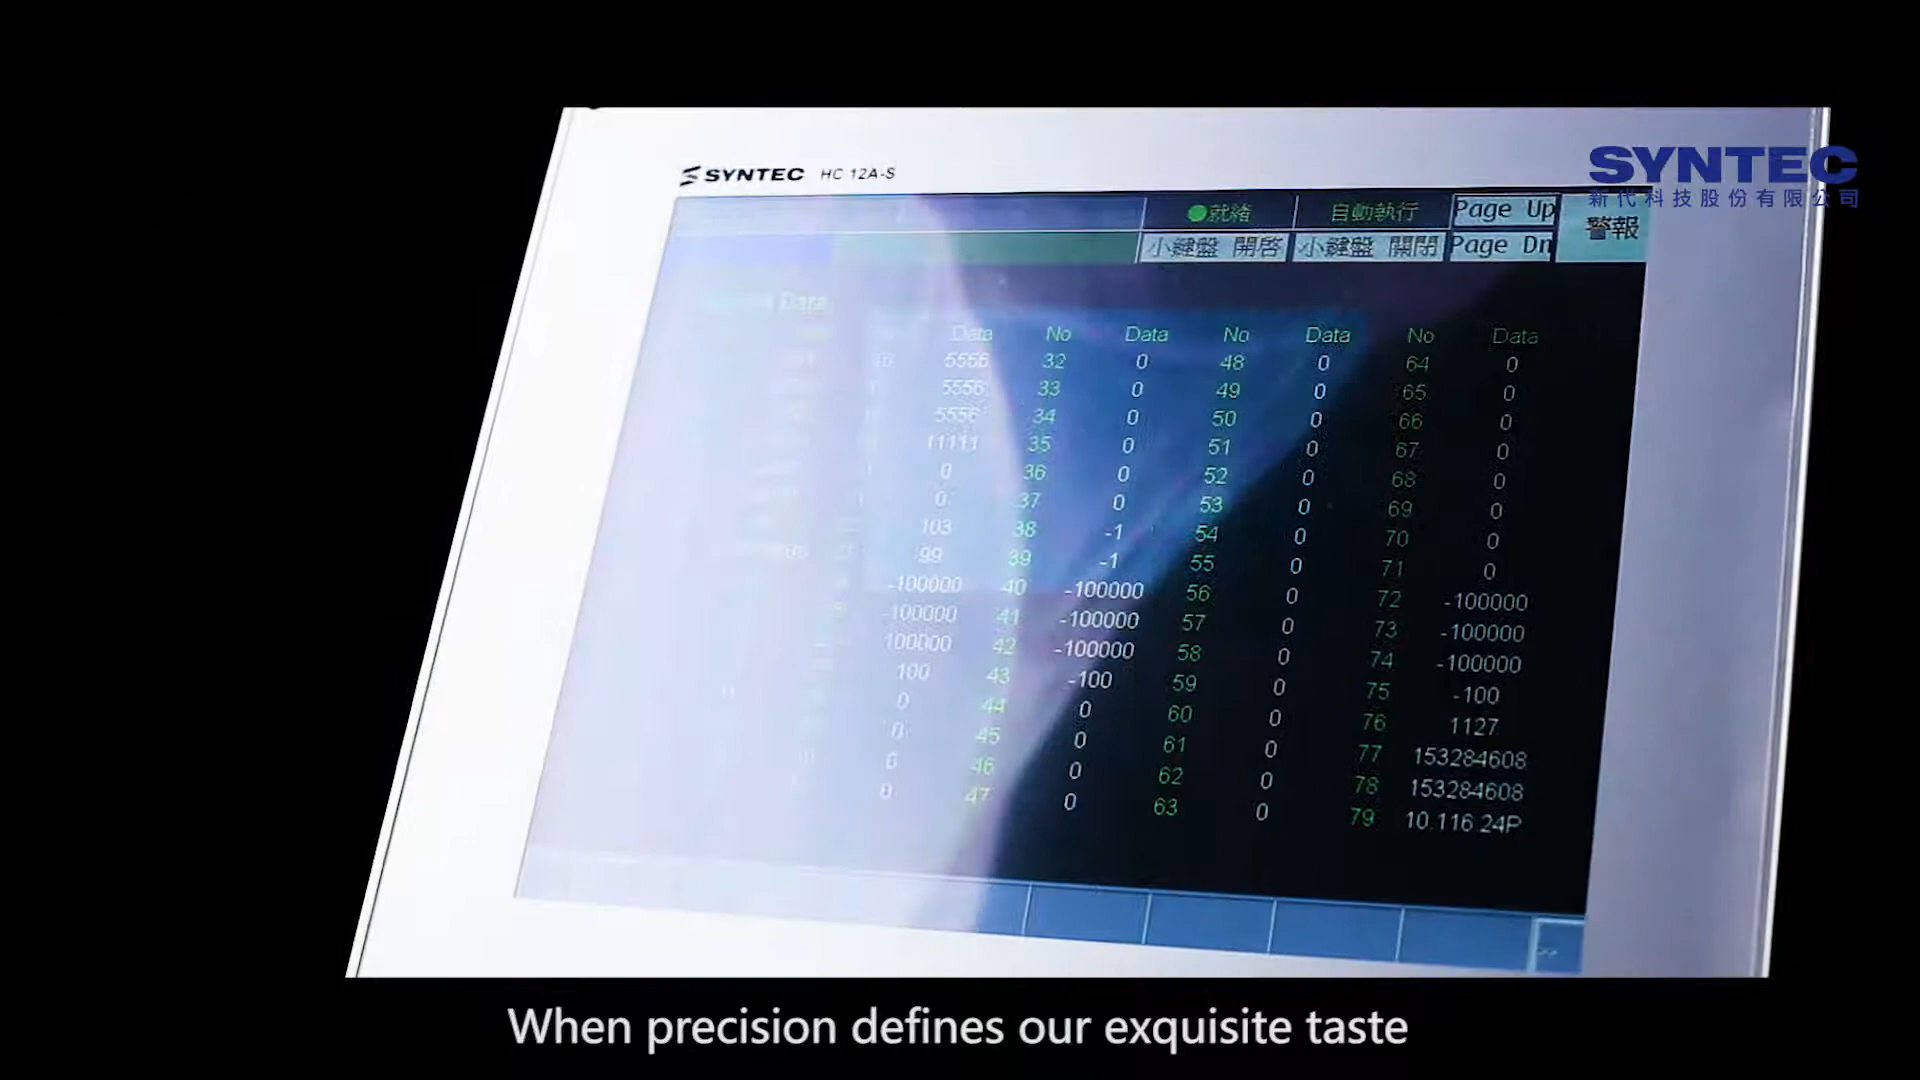 SYNTEC HC 12A-S
SYNTEC
新代科技股份有限公司
就緒 自動執行 Page Up
警報
小鍵盤 開啓 小鍵盤 關閉 Page Dn
Data
Data No Data No Data No Data
5556 32 0 48 0 64 0
5556 33 0 49 0 65 0
5556 34 0 50 0 66 0
11111 35 0 51 0 67 0
0 36 0 52 0 68 0
0 37 0 53 0 69 0
103 38 -1 54 0 70 0
99 39 -1 55 0 71 0
-100000 40 -100000 56 0 72 -100000
-100000 41 -100000 57 0 73 -100000
100000 42 -100000 58 0 74 -100000
100 43 -100 59 0 75 -100
0 44 0 60 0 76 1127
0 45 0 61 0 77 153284608
0 46 0 62 0 78 153284608
0 47 0 63 0 79 10.116.24P
>>
When precision defines our exquisite taste